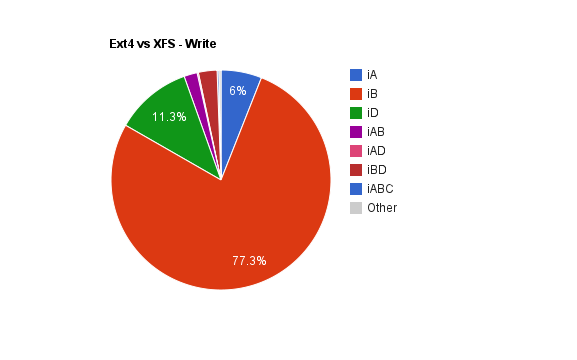 Ext4 vs XFS - Write
iA
iB
iD
iAB
iAD
iBD
iABC
Other
6%
11.3%
77.3%